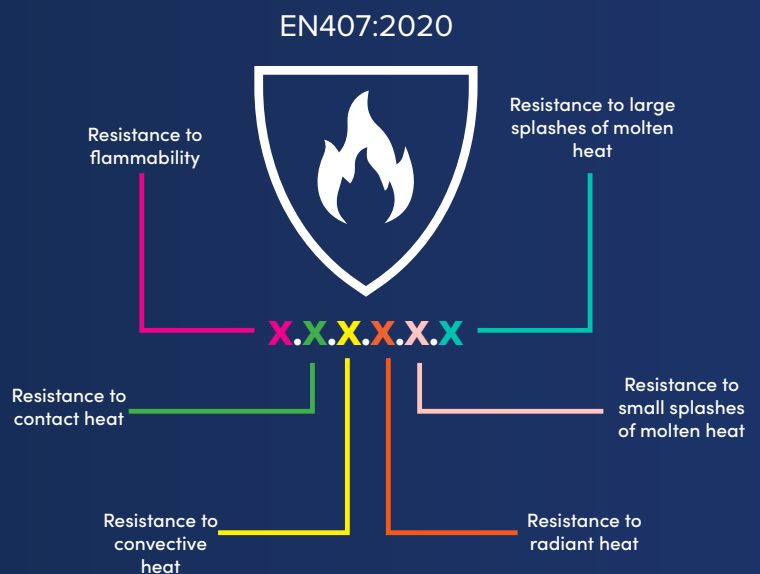 EN407:2020
Resistance to
flammability
Resistance to large
splashes of molten
heat
X.X.X.X.X.X
Resistance to
contact heat
Resistance to
small splashes
of molten heat
Resistance to
convective
heat
Resistance to
radiant heat